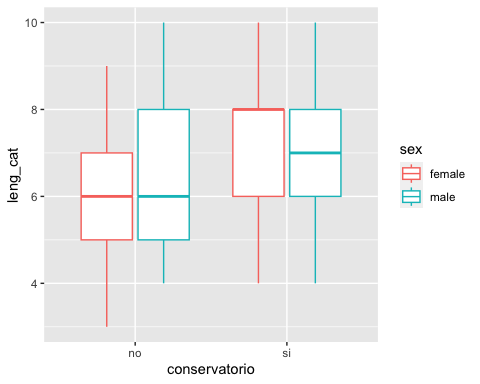 10
8
6
4
leng_cat
no
si
conservatorio
sex
female
male